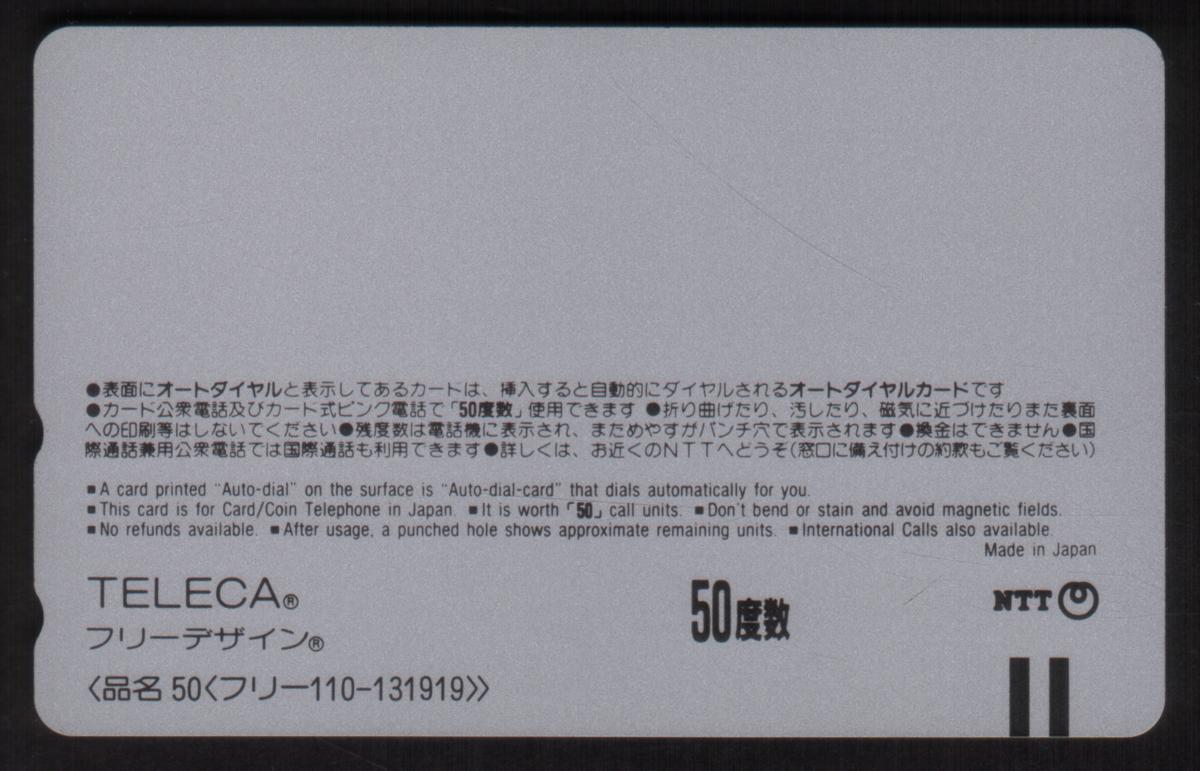 ●表面にオートダイヤルと表示してあるカードは、挿入すると自動的にダイヤルされるオートダイヤルカードです
●カード公衆電話及びカード式ピンク電話で「50度数」使用できます ●折り曲げたり、汚したり、磁気に近づけたりまた裏面
への印刷等はしないでください●残度数は電話機に表示され、まためやすがパンチ穴で表示されます●換金はできません●国
際通話兼用公衆電話では国際通話も利用できます●詳しくは、お近くのNTTへどうぞ(窓口に備え付けの約款もご覧ください)
■A card printed "Auto-dial" on the surface is "Auto-dial-card" that dials automatically for you.
■This card is for Card/Coin Telephone in Japan. ■It is worth「50」call units. ■Don't bend or stain and avoid magnetic fields.
■No refunds available. ■After usage, a punched hole shows approximate remaining units. ■International Calls also available.
Made in Japan
TELECA®
50度数
NTT
フリーデザイン®
〈品名 50〈フリー110-131919〉〉